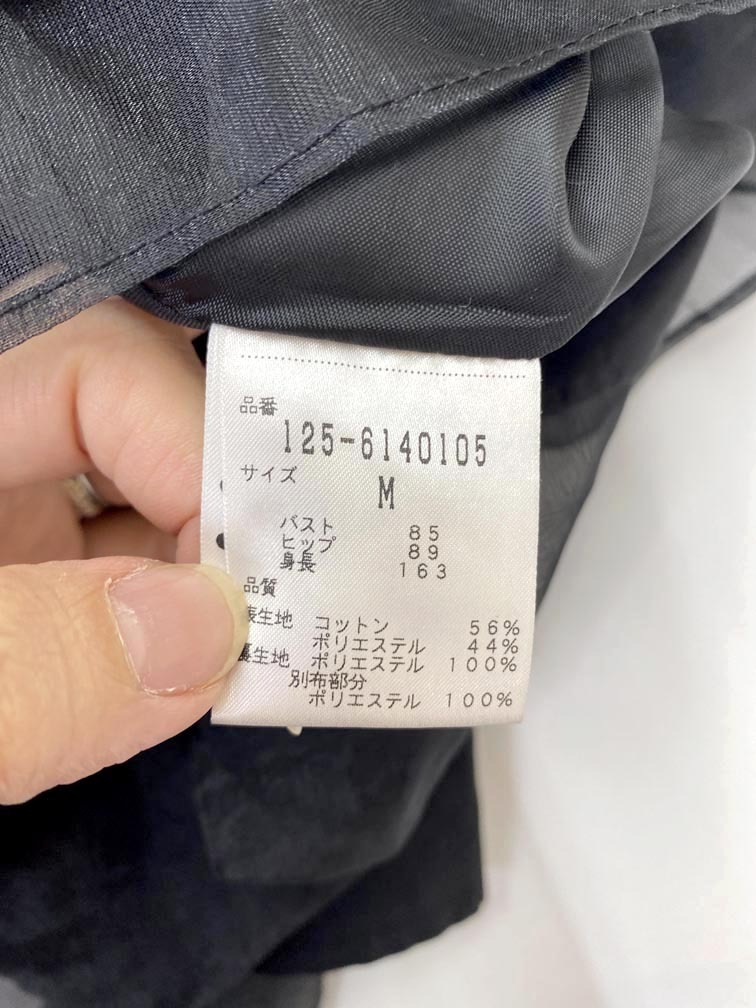 品番
125-6140105
サイズ
M
バスト 85
ヒップ 89
身長 163
品質
表生地 コットン 56%
ポリエステル 44%
裏生地 ポリエステル 100%
別布部分
ポリエステル 100%